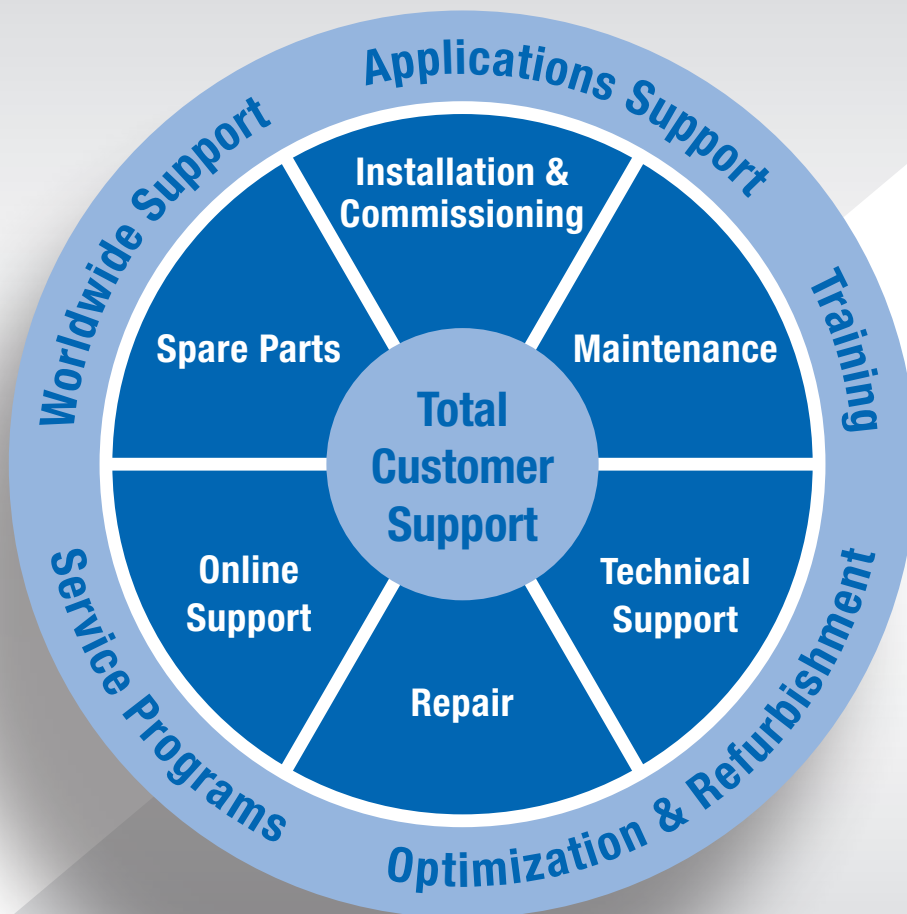 Applications Support
Worldwide Support
Training
Installation &
Commissioning
Spare Parts
Maintenance
Total
Customer
Support
Online
Support
Technical
Support
Repair
Service Programs
Optimization & Refurbishment